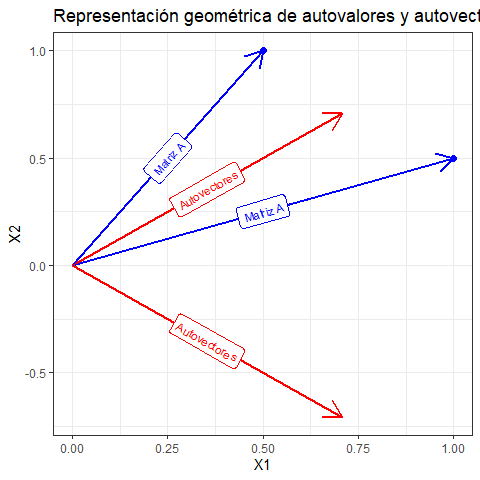 Representación geométrica de autovalores y autovect
1.0
Matriz A
0.5
Autovectores
Matriz A
X2
0.0
Autovectores
-0.5
0.00 0.25 0.50 0.75 1.00
X1